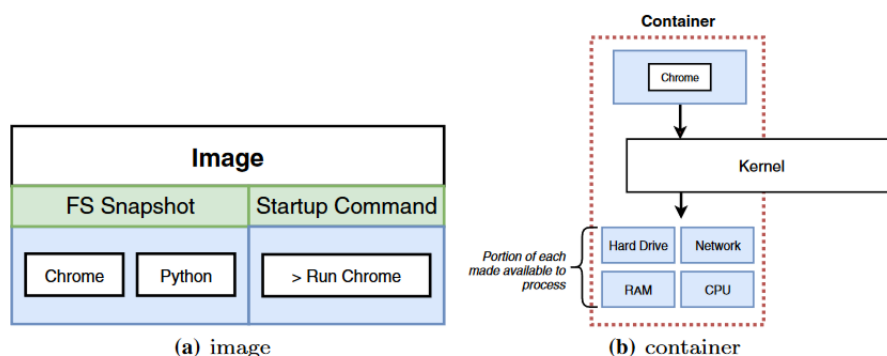 Image
FS Snapshot
Startup Command
Chrome
Python
> Run Chrome
(a) image
Container
Chrome
Kernel
Portion of each
made available to
process
Hard Drive
Network
RAM
CPU
(b) container